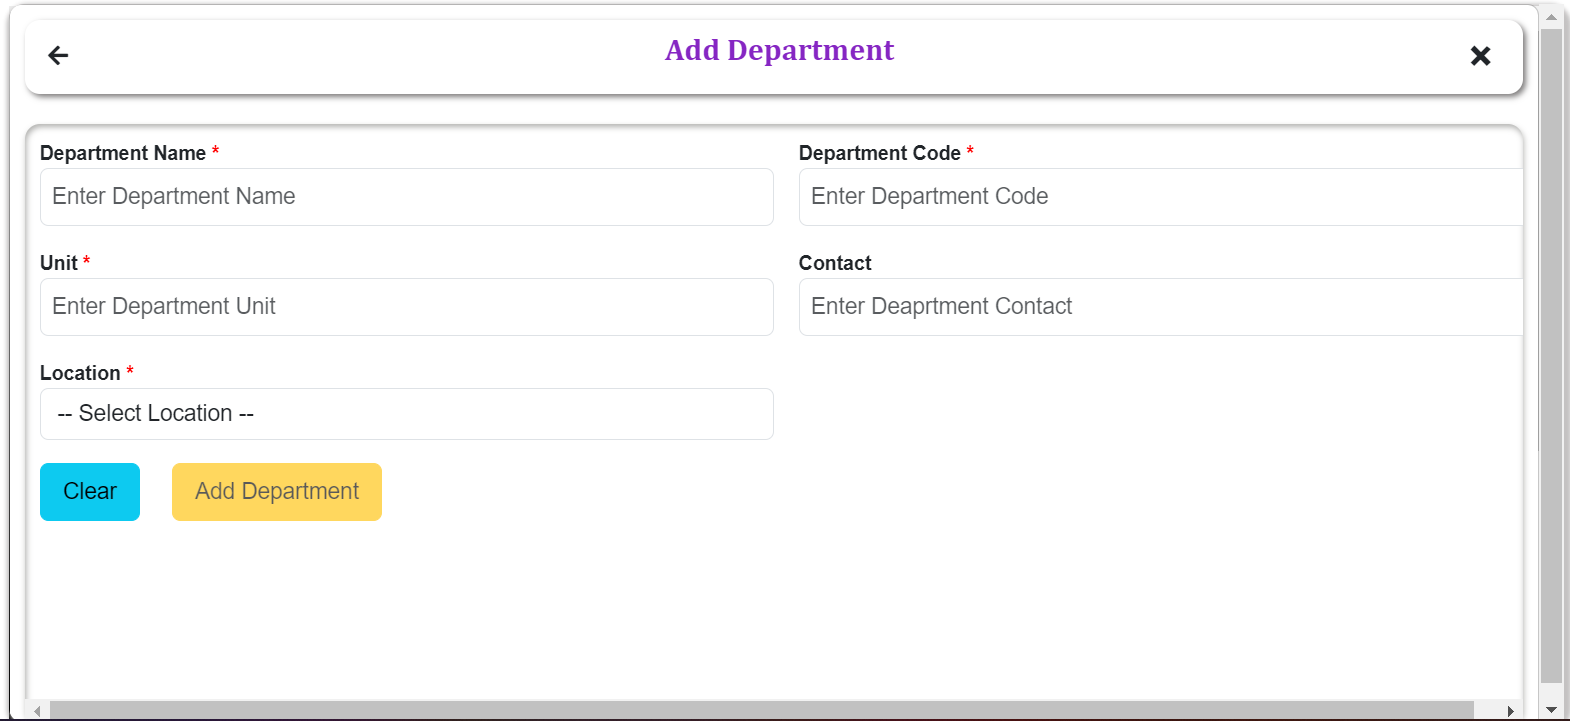 Add Department
Department Name *
Department Code *
Enter Department Name
Enter Department Code
Unit *
Contact
Enter Department Unit
Enter Deaprtment Contact
Location *
-- Select Location --
Clear
Add Department